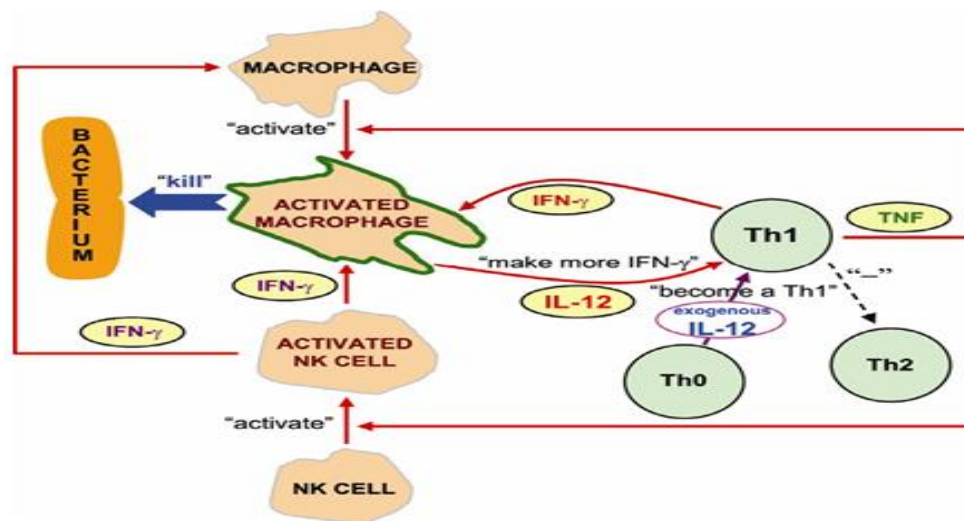 MACROPHAGE
"activate"
BACTERIUM
"kill"
ACTIVATED
MACROPHAGE
IFN-γ
Th1
TNF
"make more IFN-γ"
IL-12
"–"
"become a Th1"
exogenous
IL-12
IFN-γ
IFN-γ
ACTIVATED
NK CELL
Th0
Th2
"activate"
NK CELL